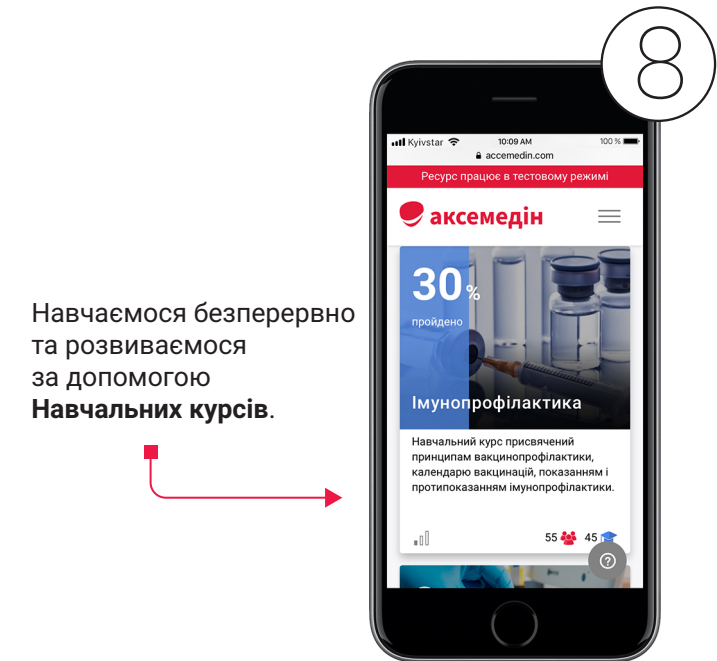 8
Kyivstar 10:09 AM 100 %
accemedin.com
Ресурс працює в тестовому режимі
аксемедін
30%
пройдено
Імунопрофілактика
Навчальний курс присвячений
принципам вакцинопрофілактики,
календарю вакцинацій, показанням і
протипоказанням імунопрофілактики.
55 45
?
Навчаємося безперервно
та розвиваємося
за допомогою
Навчальних курсів.